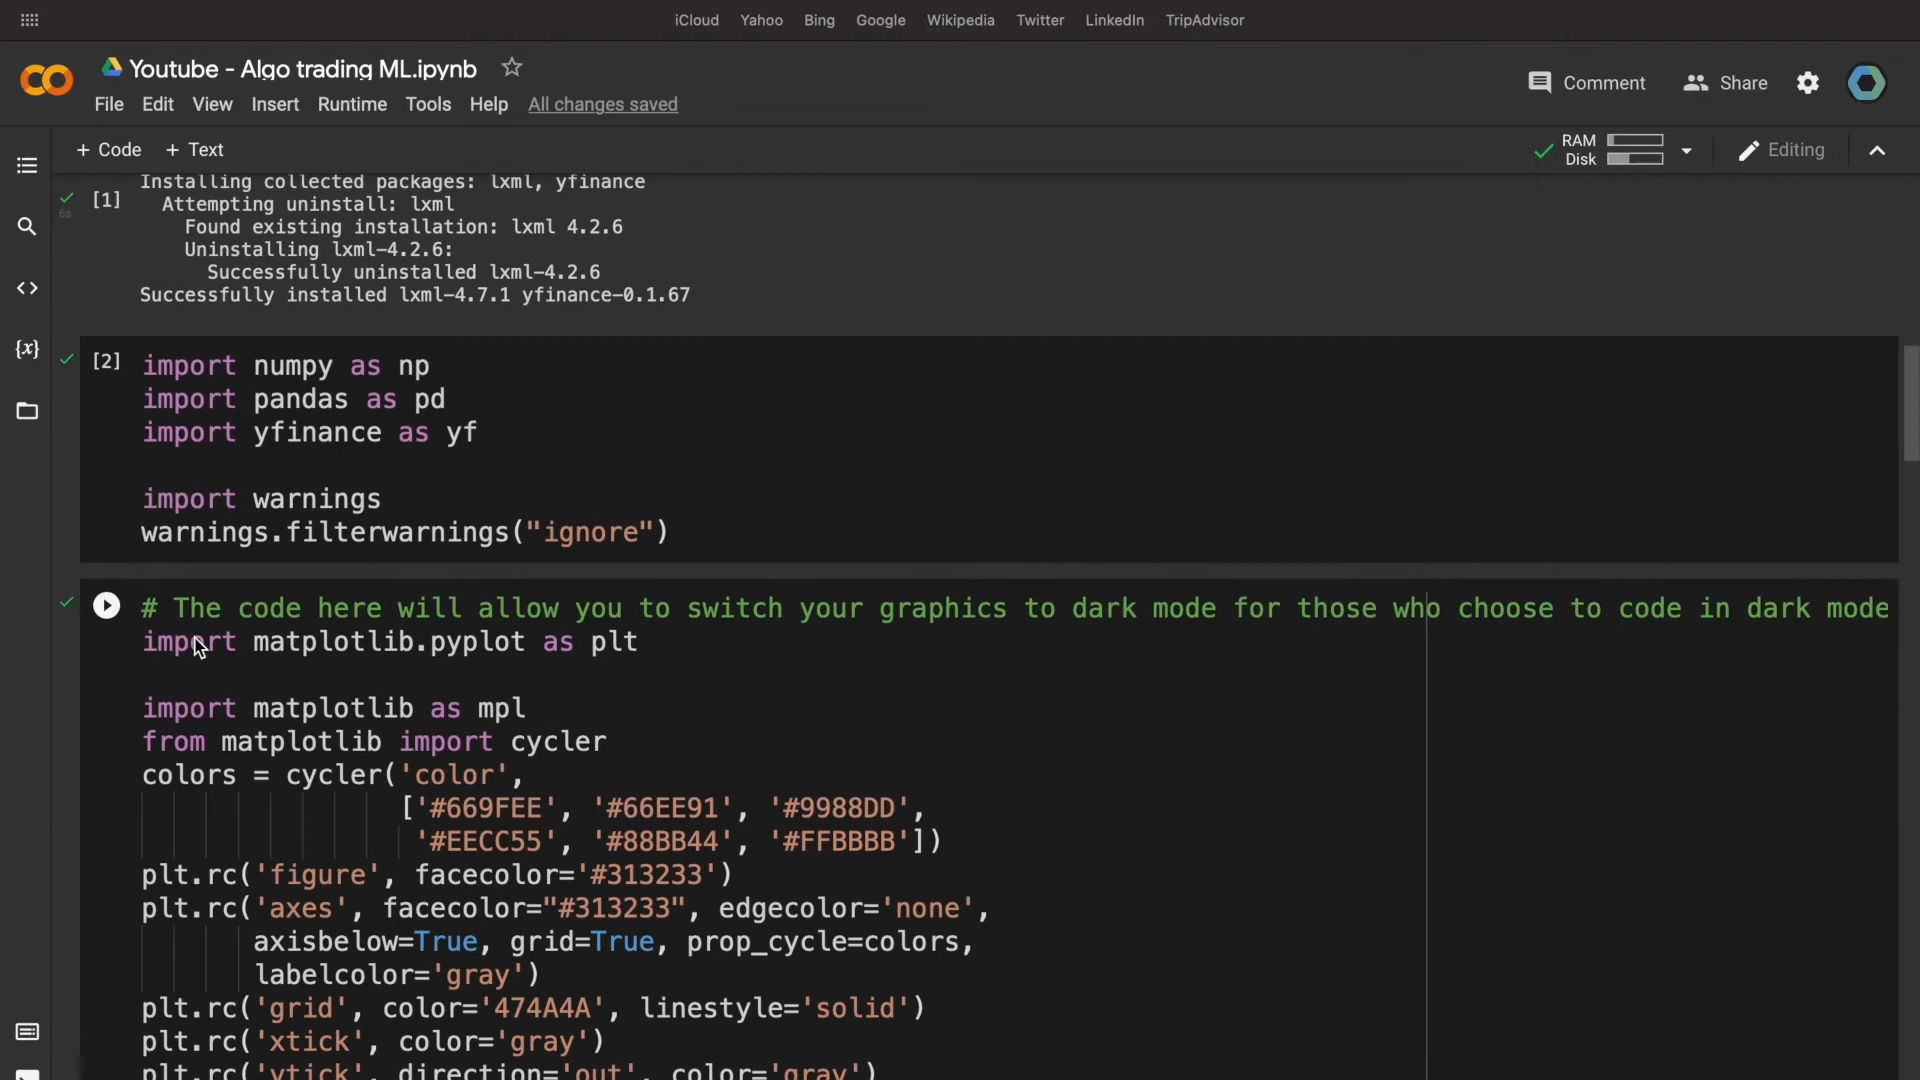 iCloud Yahoo Bing Google Wikipedia Twitter LinkedIn TripAdvisor
Youtube - Algo trading ML.ipynb
File Edit View Insert Runtime Tools Help All changes saved
Comment Share
+ Code + Text
RAM
Disk
Editing
Installing collected packages: lxml, yfinance
[1]
6s
Attempting uninstall: lxml
Found existing installation: lxml 4.2.6
Uninstalling lxml-4.2.6:
Successfully uninstalled lxml-4.2.6
Successfully installed lxml-4.7.1 yfinance-0.1.67
{x}
[2] import numpy as np
import pandas as pd
import yfinance as yf
import warnings
warnings.filterwarnings("ignore")
# The code here will allow you to switch your graphics to dark mode for those who choose to code in dark mode
import matplotlib.pyplot as plt
import matplotlib as mpl
from matplotlib import cycler
colors = cycler('color',
['#669FEE', '#66EE91', '#9988DD',
'#EECC55', '#88BB44', '#FFBBBB'])
plt.rc('figure', facecolor='#313233')
plt.rc('axes', facecolor="#313233", edgecolor='none',
axisbelow=True, grid=True, prop_cycle=colors,
labelcolor='gray')
plt.rc('grid', color='474A4A', linestyle='solid')
plt.rc('xtick', color='gray')
plt.rc('ytick', direction='out', color='gray')